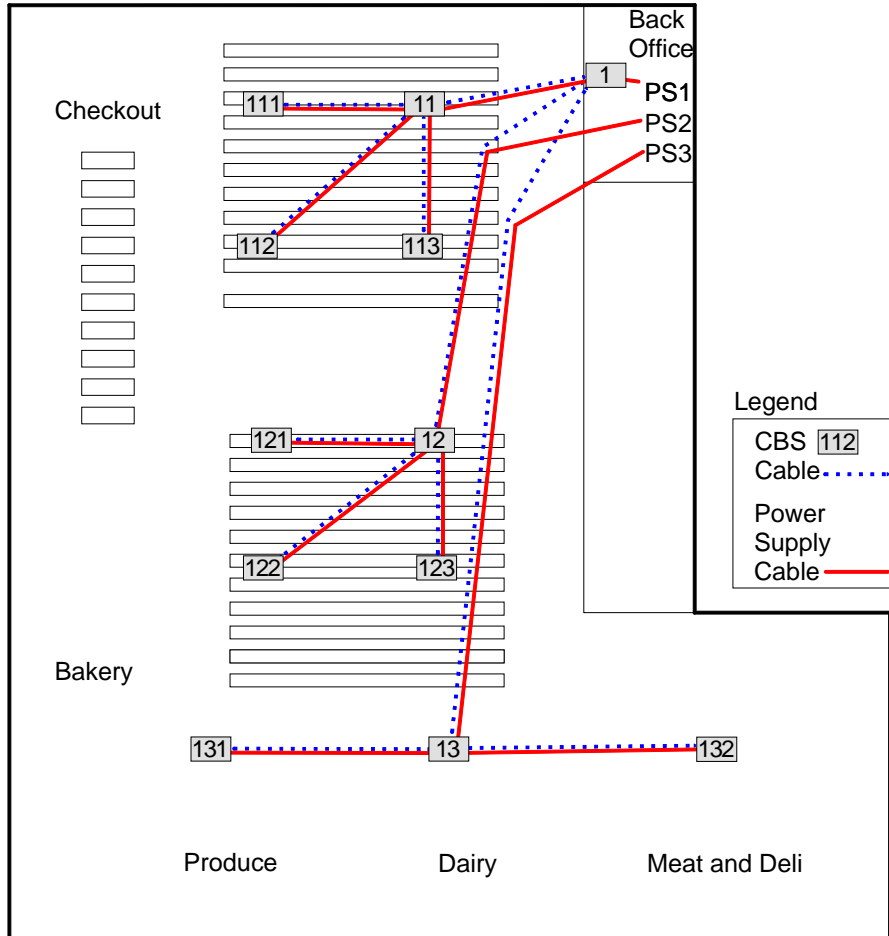 Back
Office
1
PS1
PS2
PS3
Checkout
111
11
112
113
121
12
122
123
Legend
CBS 112
Cable
Power
Supply
Cable
Bakery
131
13
132
Produce
Dairy
Meat and Deli